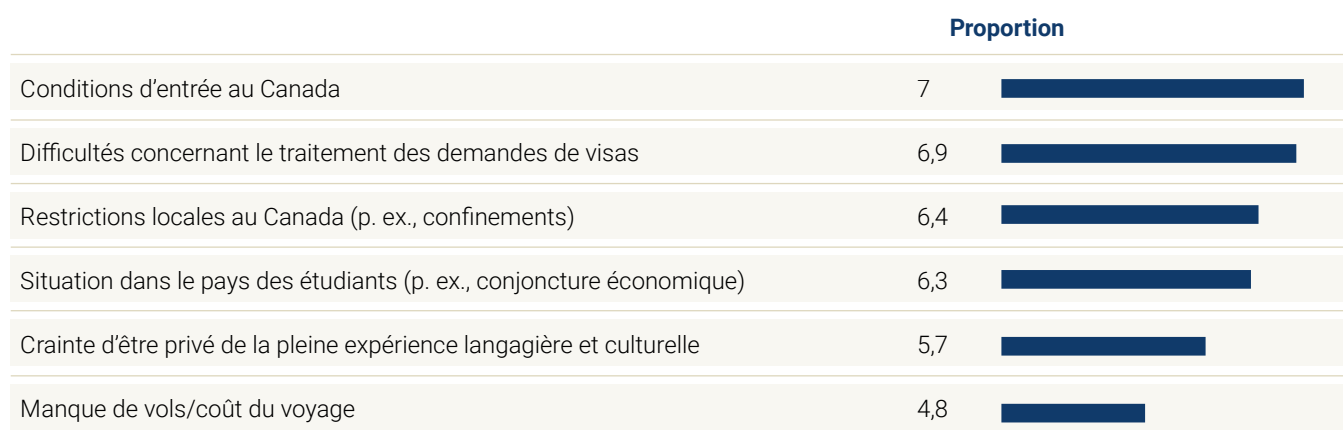 Proportion
Conditions d’entrée au Canada 7
Difficultés concernant le traitement des demandes de visas 6,9
Restrictions locales au Canada (p. ex., confinements) 6,4
Situation dans le pays des étudiants (p. ex., conjoncture économique) 6,3
Crainte d’être privé de la pleine expérience langagière et culturelle 5,7
Manque de vols/coût du voyage 4,8